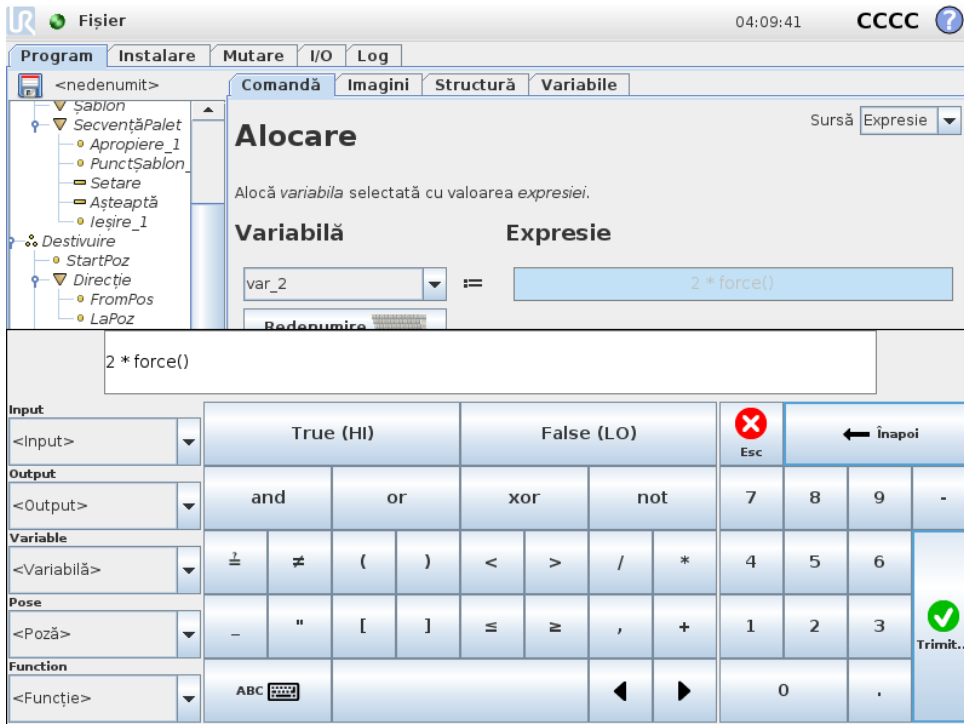 UR Fișier 04:09:41 CCCC ?
Program Instalare Mutare I/O Log
<nedenumit> Comandă Imagini Structură Variabile
Șablon
SecvențăPalet
Apropiere_1
PunctȘablon_
Setare
Așteaptă
Ieșire_1
Destivuire
StartPoz
Direcție
FromPos
LaPoz
Sursă Expresie
Alocare
Alocă variabila selectată cu valoarea expresiei.
Variabilă Expresie
var_2 := 2 * force()
Redenumire
2 * force()
Input
<Input>
Output
<Output>
Variable
<Variabilă>
Pose
<Poză>
Function
<Funcție>
True (HI) False (LO) Esc Înapoi
and or xor not 7 8 9 -
≟ ≠ ( ) < > / * 4 5 6
_ " [ ] ≤ ≥ , + 1 2 3 Trimit..
ABC 0 .